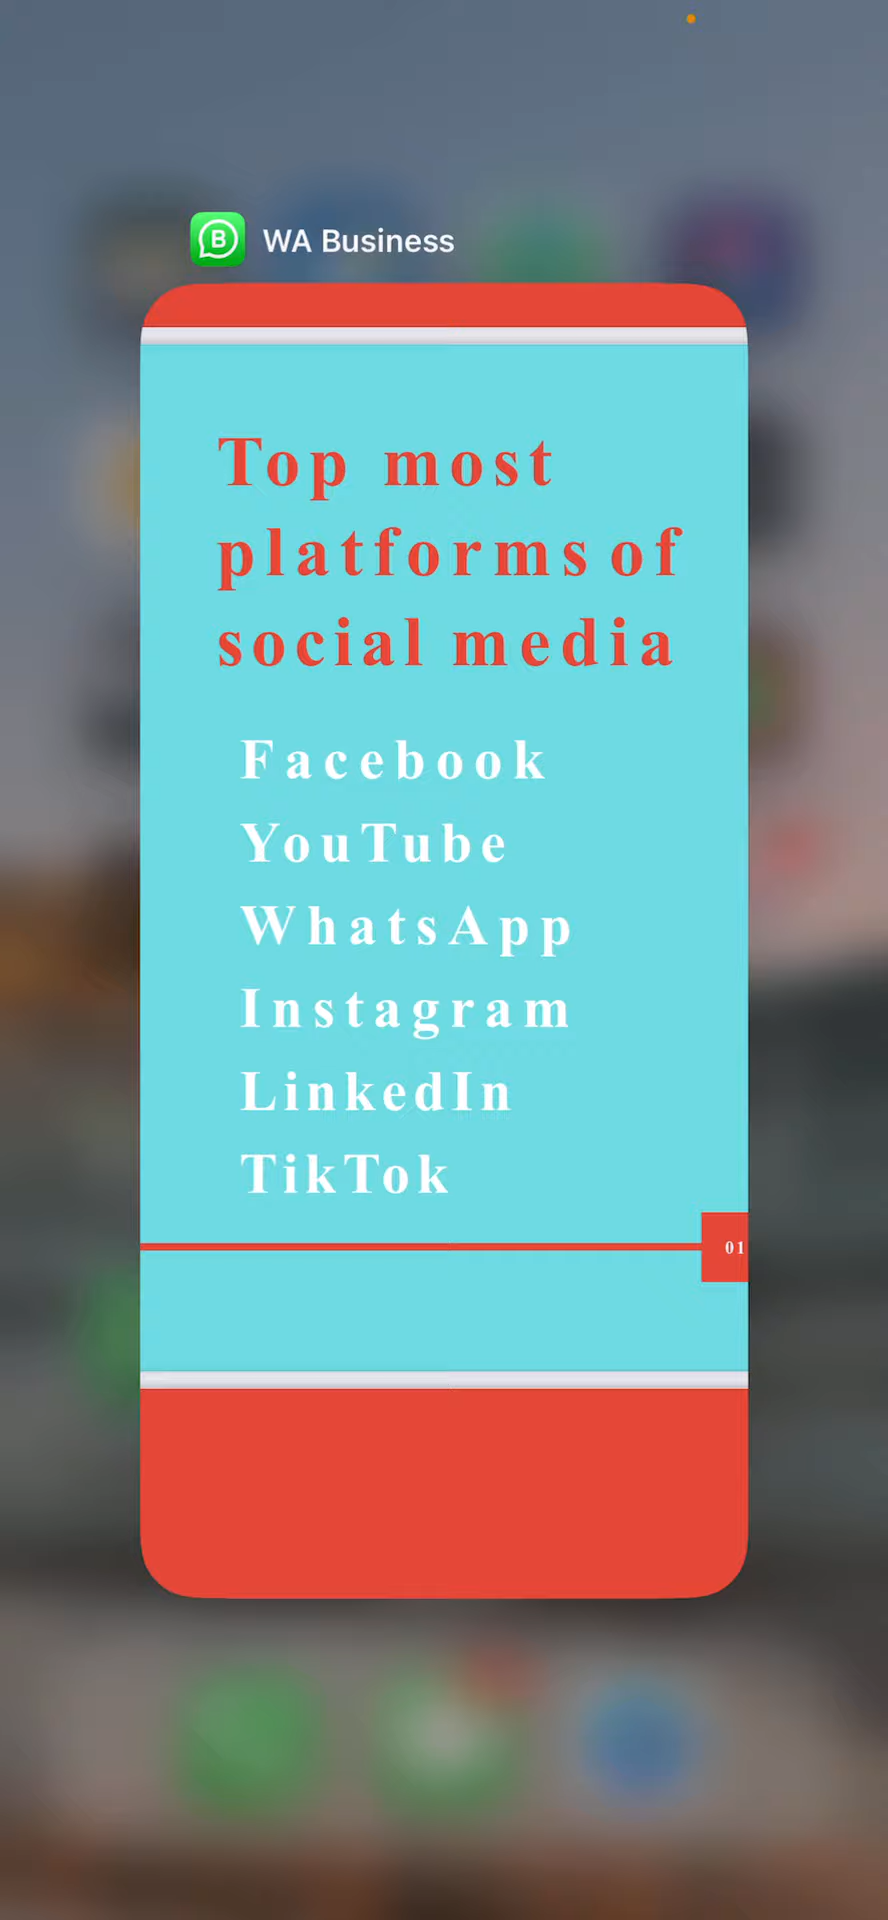 WA Business
Top most
platforms of
social media
Facebook
YouTube
WhatsApp
Instagram
LinkedIn
TikTok
01